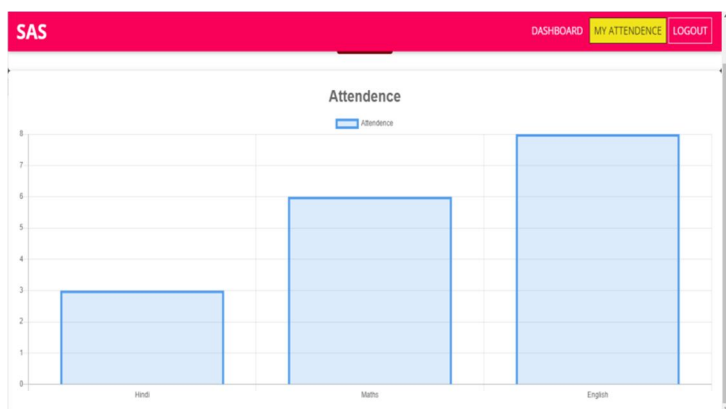 SAS
DASHBOARD MY ATTENDENCE LOGOUT
Attendence
Attendence
8
7
6
5
4
3
2
1
0
Hindi Maths English